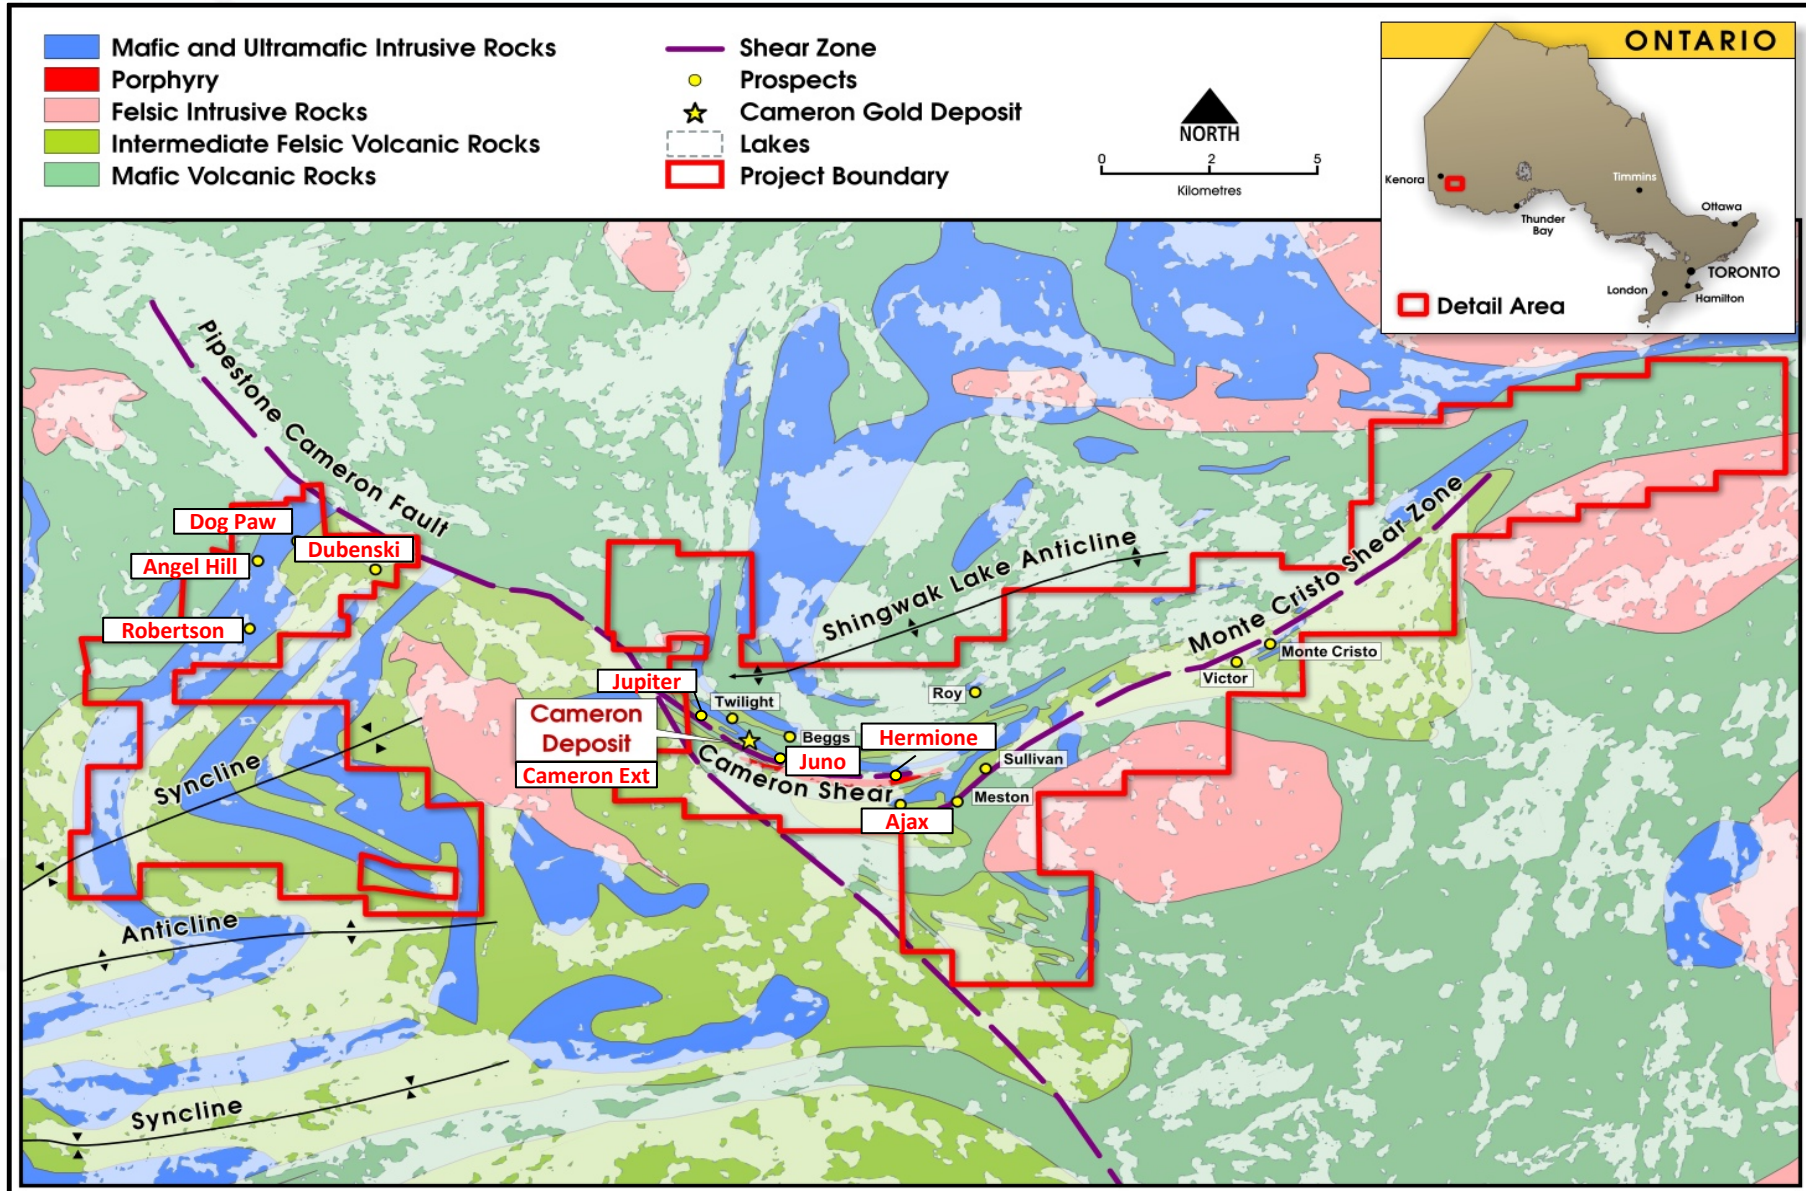 Mafic and Ultramafic Intrusive Rocks
Porphyry
Felsic Intrusive Rocks
Intermediate Felsic Volcanic Rocks
Mafic Volcanic Rocks
Shear Zone
Prospects
Cameron Gold Deposit
Lakes
Project Boundary
NORTH
0 2 5
Kilometres
ONTARIO
Kenora
Timmins
Thunder
Bay
Ottawa
TORONTO
London
Hamilton
Detail Area
Pipestone Cameron Fault
Dog Paw
Dubenski
Angel Hill
Robertson
Shingwak Lake Anticline
Monte Cristo Shear Zone
Monte Cristo
Victor
Jupiter
Twilight
Roy
Cameron
Deposit
Beggs
Hermione
Juno
Cameron Ext
Cameron Shear
Sullivan
Meston
Ajax
Syncline
Anticline
Syncline